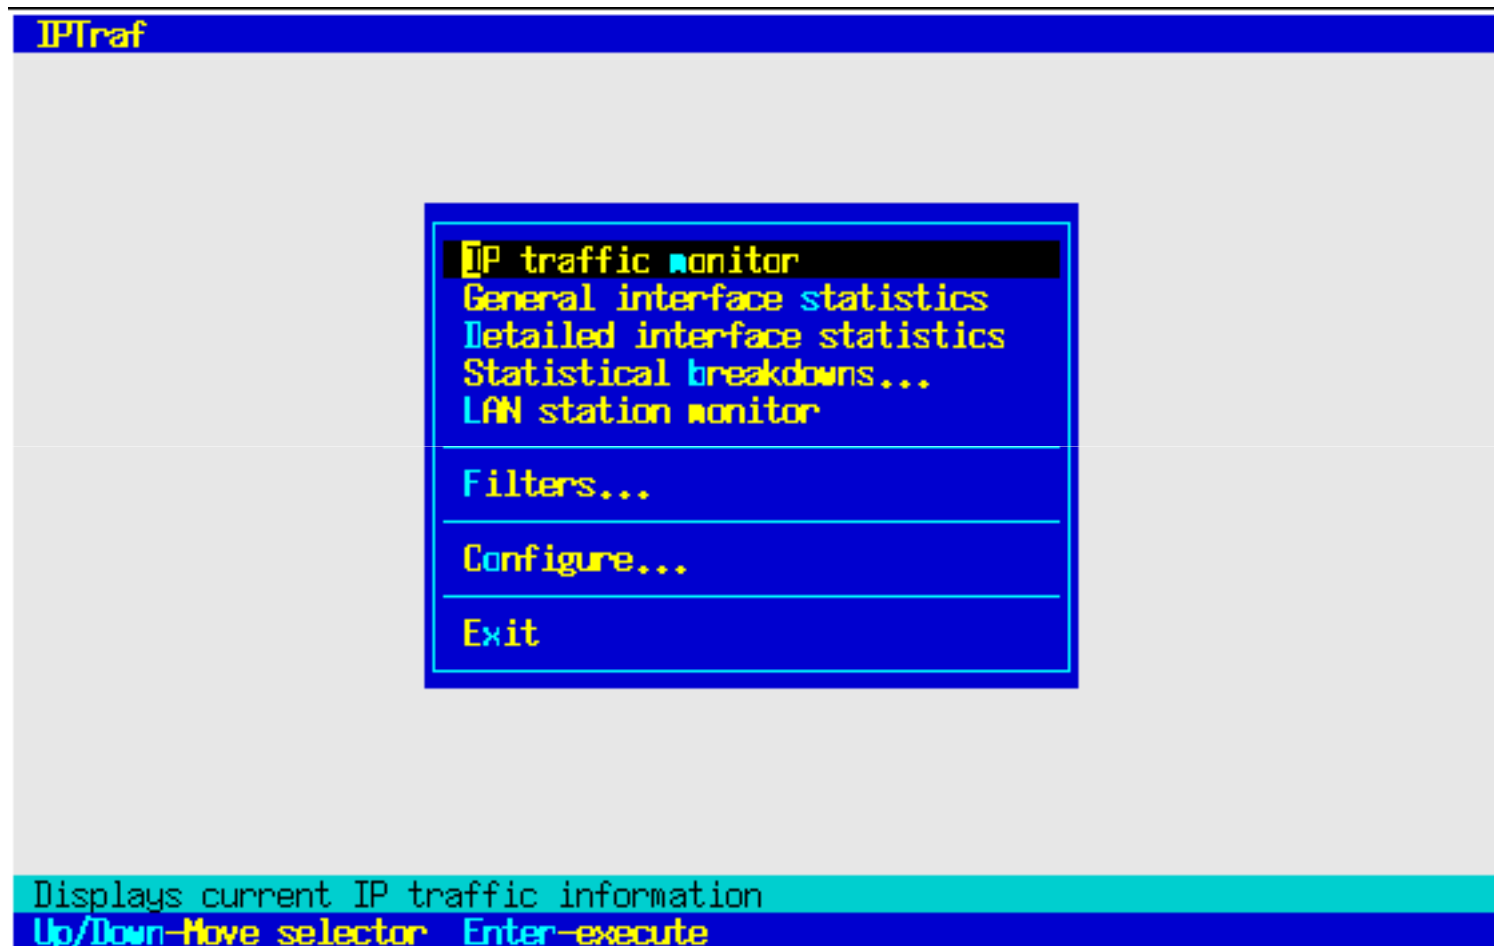 IPTraf
IP traffic monitor
General interface statistics
Detailed interface statistics
Statistical breakdowns...
LAN station monitor
Filters...
Configure...
Exit
Displays current IP traffic information
Up/Down-Move selector  Enter-execute